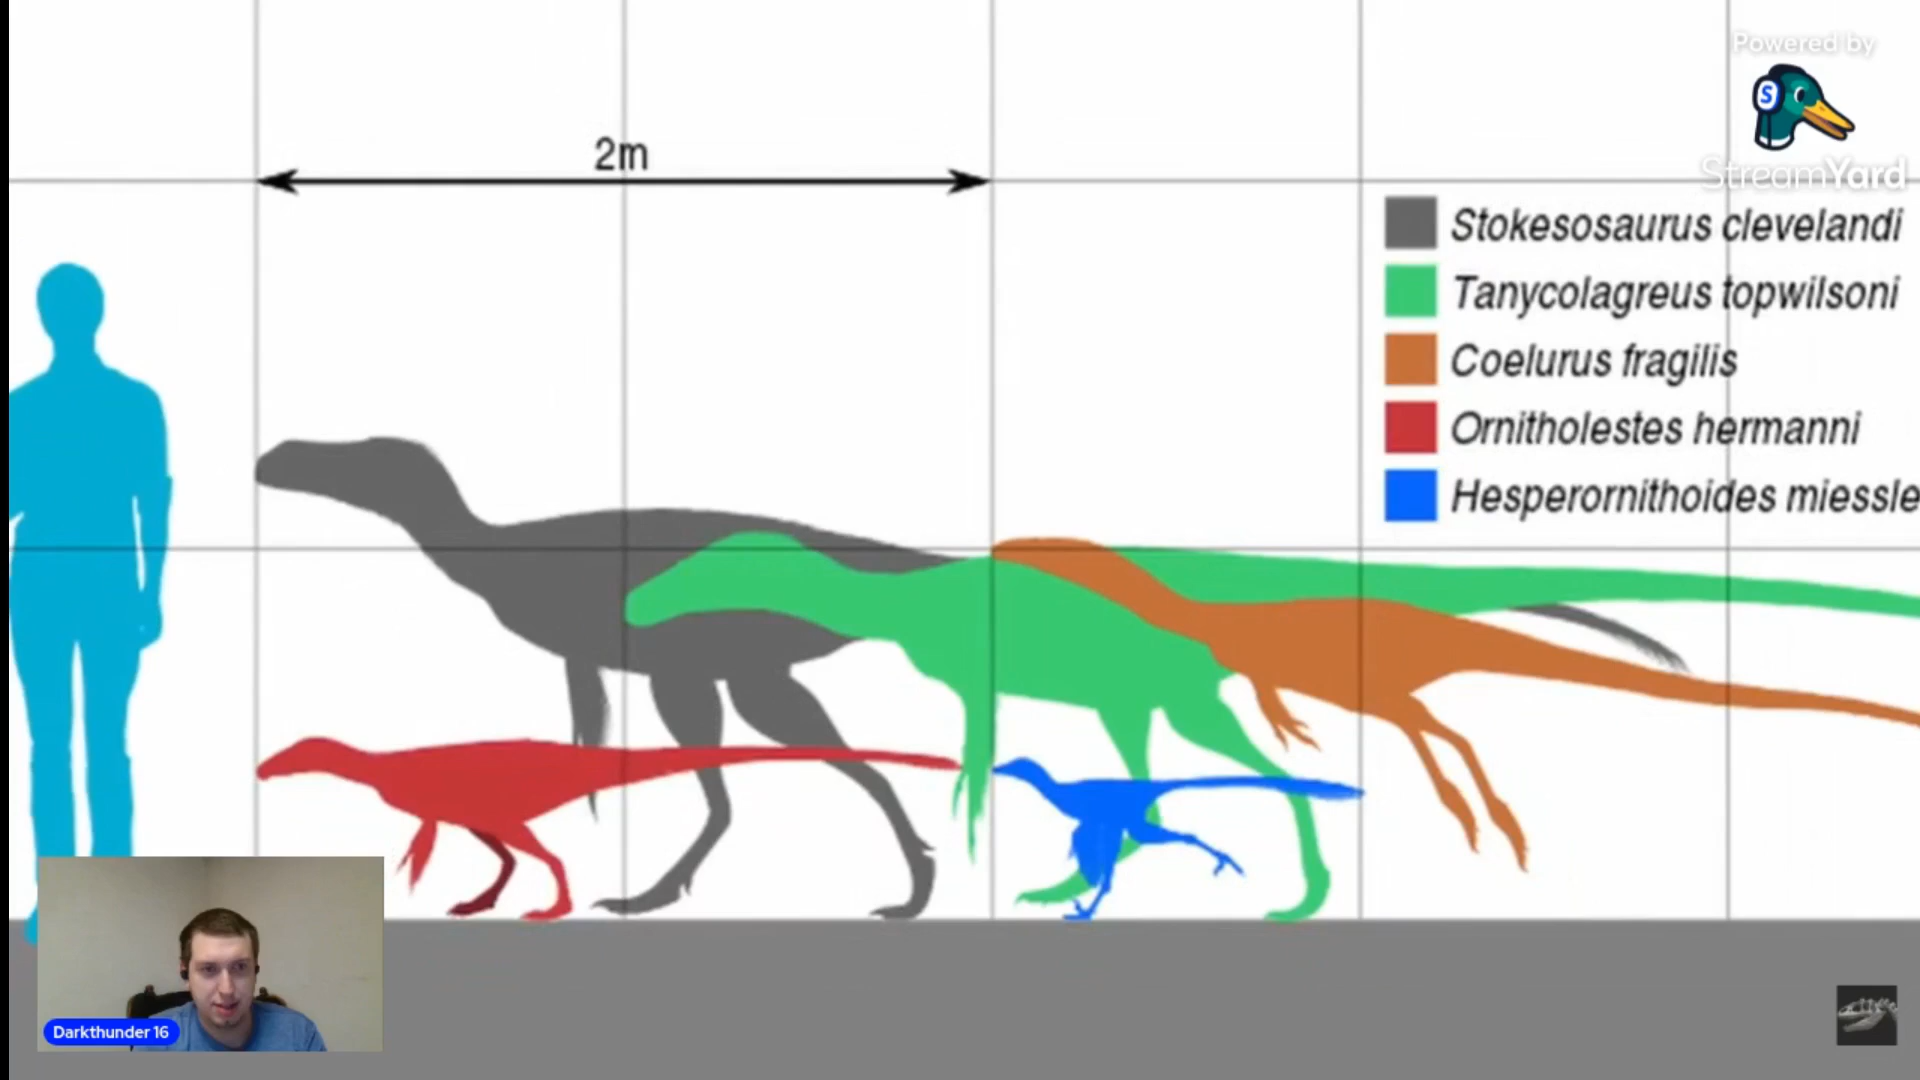 Powered by
StreamYard
2m
Stokesosaurus clevelandi
Tanycolagreus topwilsoni
Coelurus fragilis
Ornitholestes hermanni
Hesperornithoides miessle
Darkthunder 16